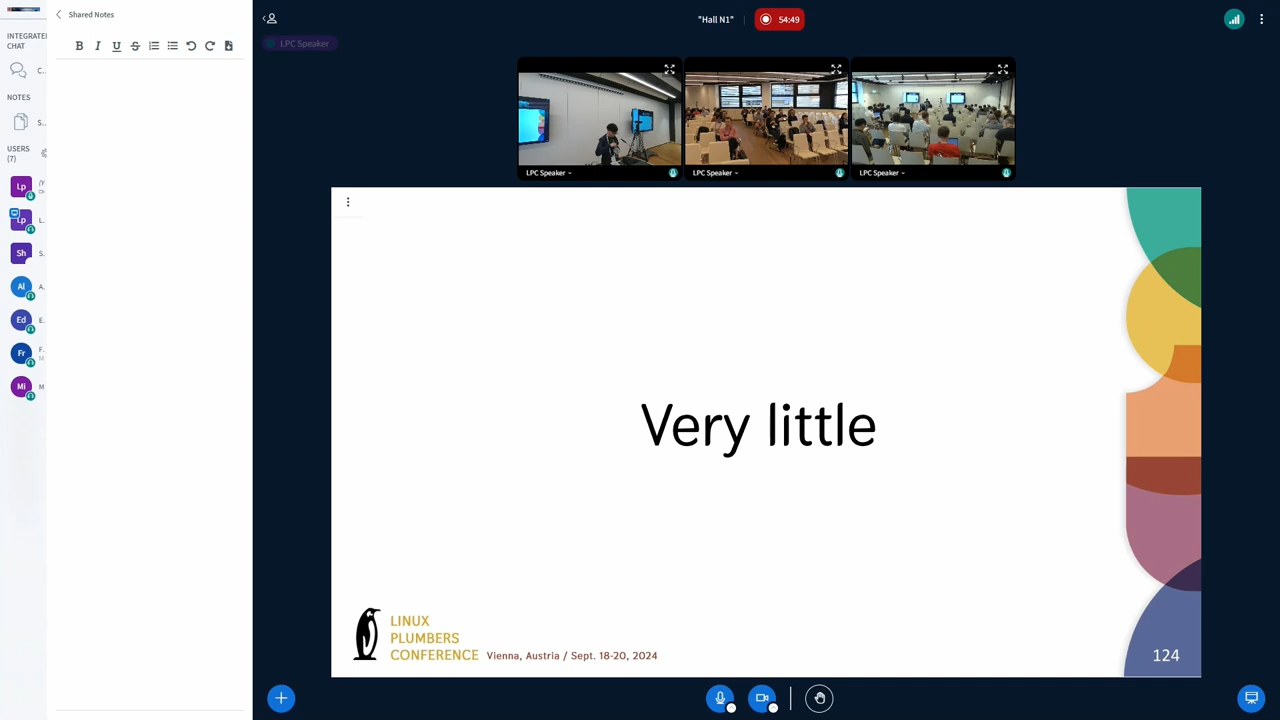 Shared Notes
INTEGRATE
CHAT
C..
NOTES
S..
USERS
(7)
Lp
Lp
L.
Sh
S.
Al
A.
Ed
E.
Fr
F.
M
Mi
M
"Hall N1"
54:49
LPC Speaker
LPC Speaker
LPC Speaker
LPC Speaker
Very little
LINUX
PLUMBERS
CONFERENCE Vienna, Austria / Sept. 18-20, 2024
124